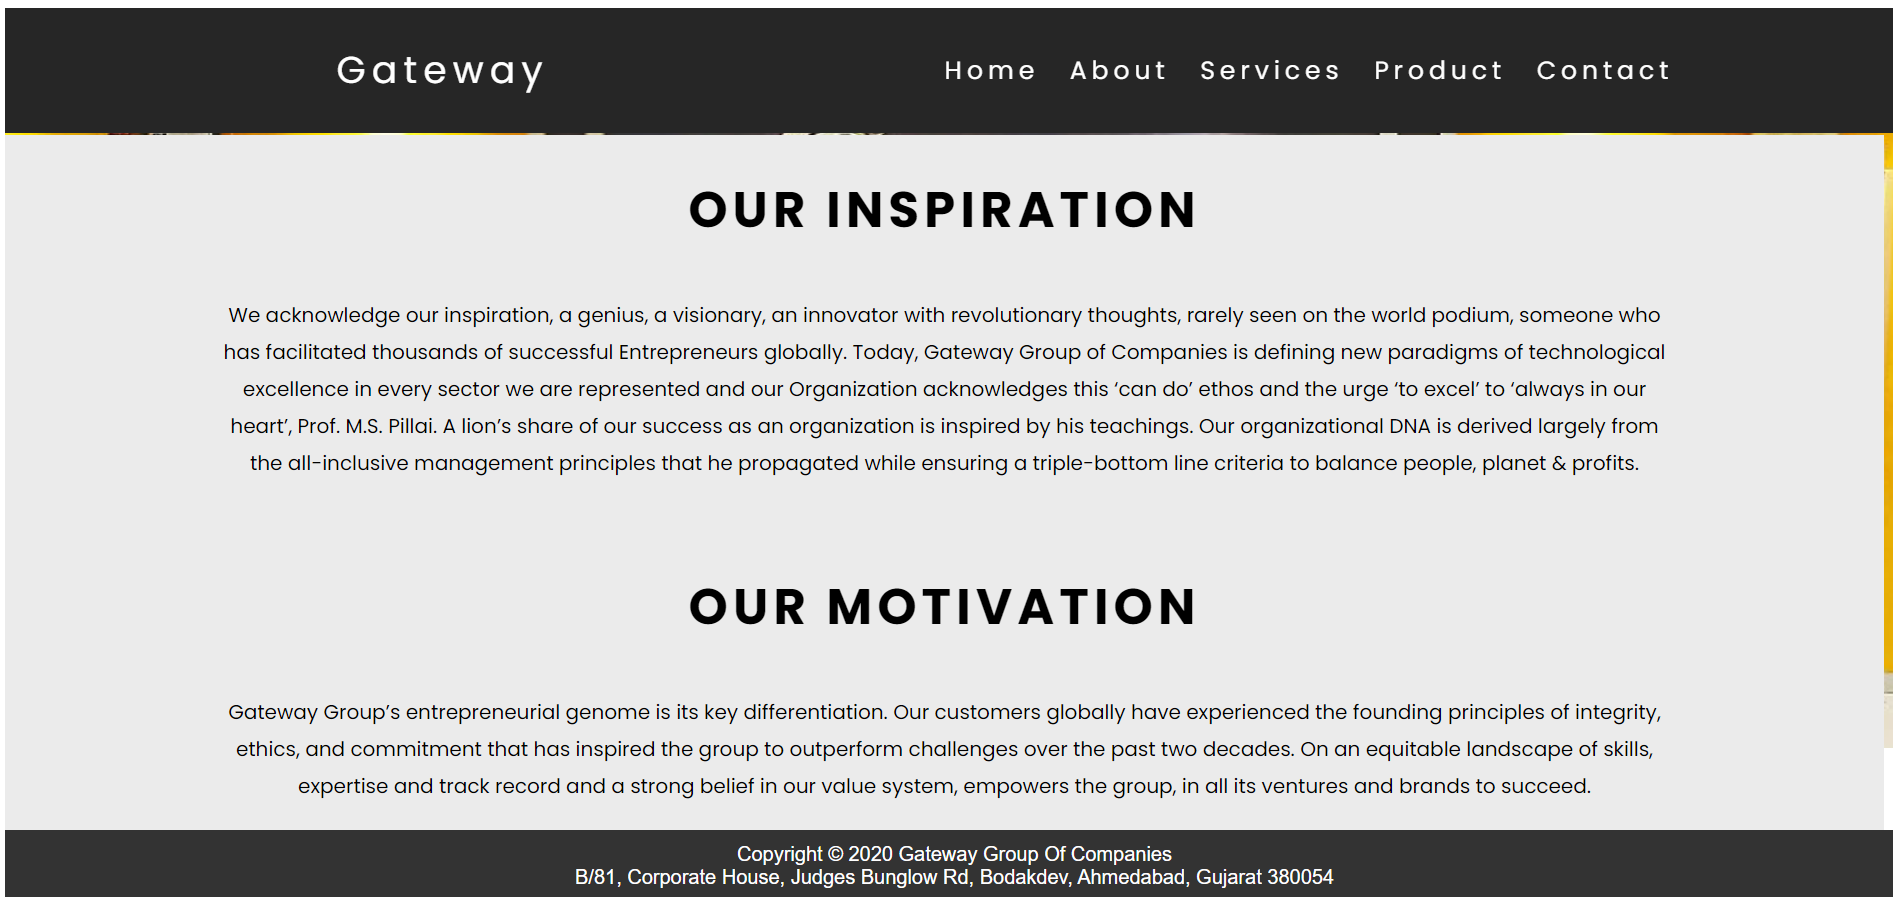 Gateway
Home About Services Product Contact
OUR INSPIRATION
We acknowledge our inspiration, a genius, a visionary, an innovator with revolutionary thoughts, rarely seen on the world podium, someone who
has facilitated thousands of successful Entrepreneurs globally. Today, Gateway Group of Companies is defining new paradigms of technological
excellence in every sector we are represented and our Organization acknowledges this ‘can do’ ethos and the urge ‘to excel’ to ‘always in our
heart’, Prof. M.S. Pillai. A lion’s share of our success as an organization is inspired by his teachings. Our organizational DNA is derived largely from
the all-inclusive management principles that he propagated while ensuring a triple-bottom line criteria to balance people, planet & profits.
OUR MOTIVATION
Gateway Group’s entrepreneurial genome is its key differentiation. Our customers globally have experienced the founding principles of integrity,
ethics, and commitment that has inspired the group to outperform challenges over the past two decades. On an equitable landscape of skills,
expertise and track record and a strong belief in our value system, empowers the group, in all its ventures and brands to succeed.
Copyright © 2020 Gateway Group Of Companies
B/81, Corporate House, Judges Bunglow Rd, Bodakdev, Ahmedabad, Gujarat 380054